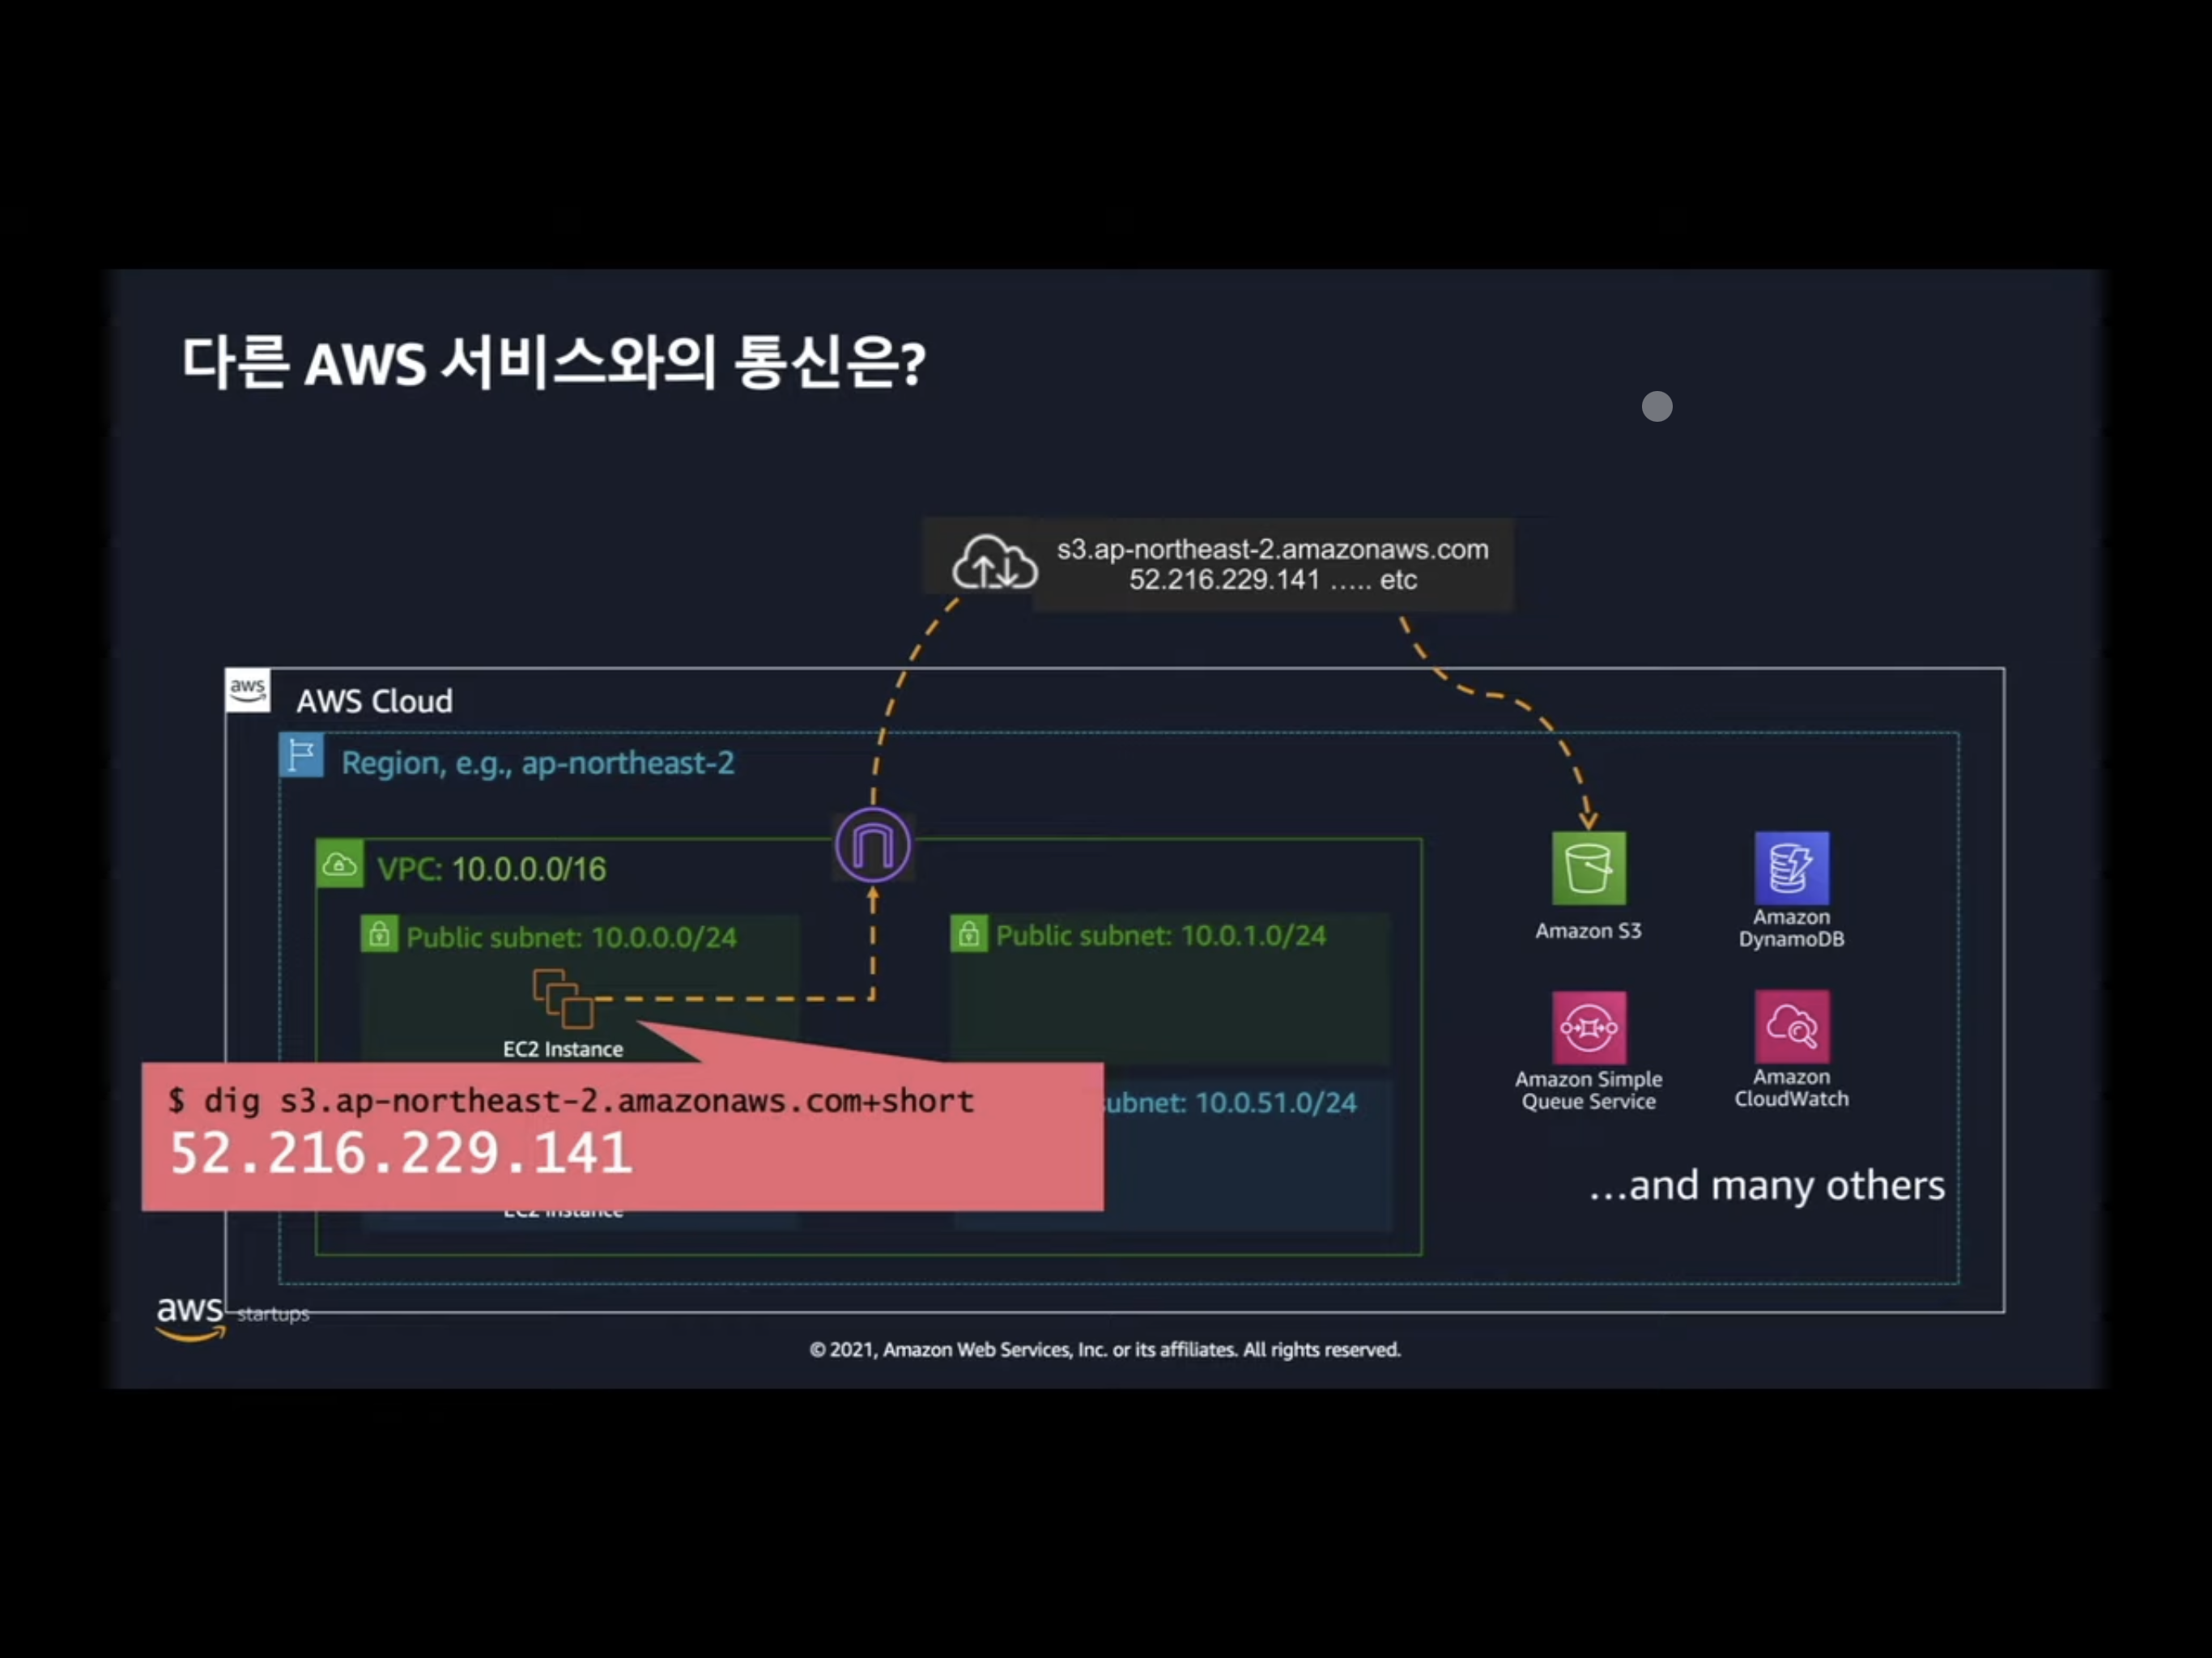 다른 AWS 서비스와의 통신은?
s3.ap-northeast-2.amazonaws.com
52.216.229.141 ..... etc
aws
AWS Cloud
Region, e.g., ap-northeast-2
VPC: 10.0.0.0/16
Public subnet: 10.0.0.0/24
Public subnet: 10.0.1.0/24
EC2 Instance
Amazon S3
Amazon
DynamoDB
$ dig s3.ap-northeast-2.amazonaws.com+short
52.216.229.141
subnet: 10.0.51.0/24
EC2 Instance
Amazon Simple
Queue Service
Amazon
CloudWatch
...and many others
aws startups
© 2021, Amazon Web Services, Inc. or its affiliates. All rights reserved.